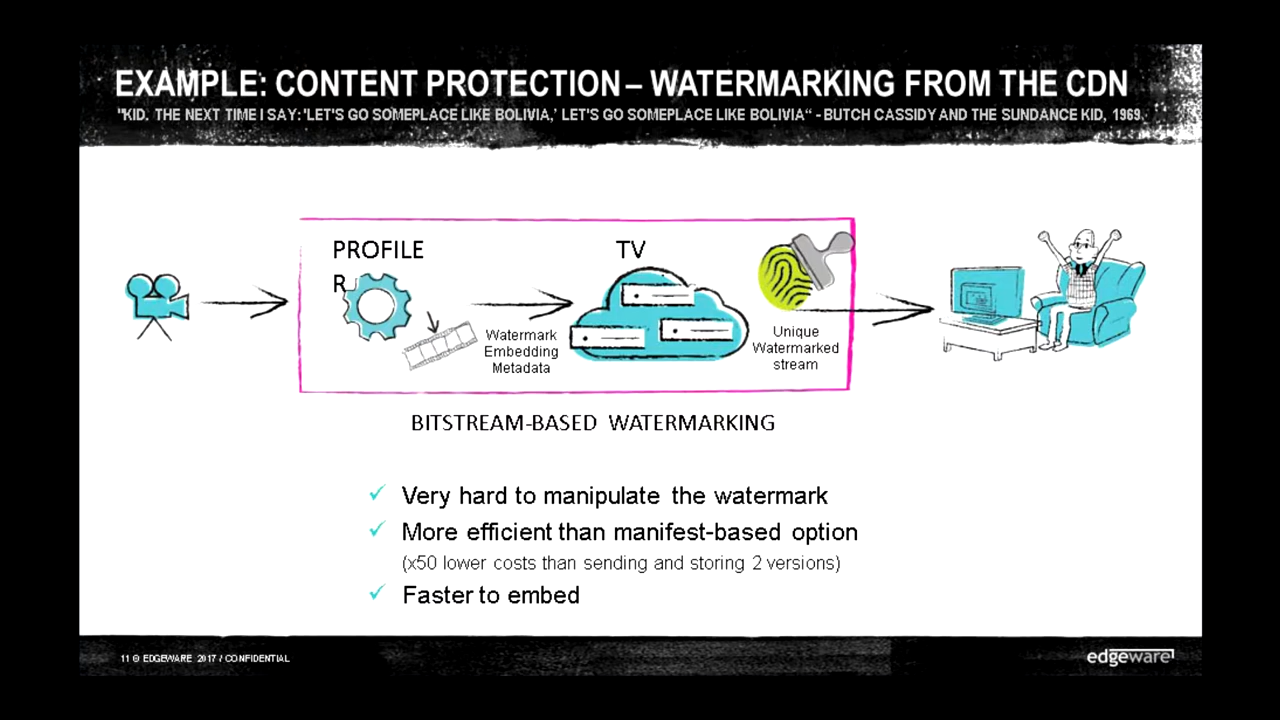 EXAMPLE: CONTENT PROTECTION – WATERMARKING FROM THE CDN
"KID. THE NEXT TIME I SAY: 'LET'S GO SOMEPLACE LIKE BOLIVIA,' LET'S GO SOMEPLACE LIKE BOLIVIA“ - BUTCH CASSIDY AND THE SUNDANCE KID, 1969.
PROFILE
R
TV
Watermark
Embedding
Metadata
Unique
Watermarked
stream
BITSTREAM-BASED WATERMARKING
✓ Very hard to manipulate the watermark
✓ More efficient than manifest-based option
(x50 lower costs than sending and storing 2 versions)
✓ Faster to embed
11 © EDGEWARE 2017 / CONFIDENTIAL
edgeware